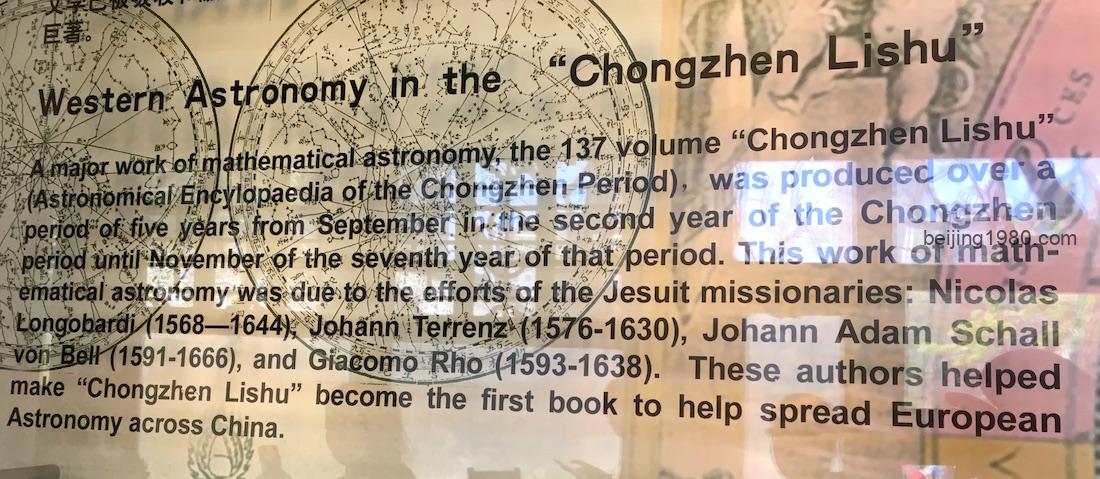 巨著。
Western Astronomy in the “Chongzhen Lishu”
A major work of mathematical astronomy, the 137 volume “Chongzhen Lishu”
(Astronomical Encylopaedia of the Chongzhen Period), was produced over a
period of five years from September in the second year of the Chongzhen
beijing1980.com
period until November of the seventh year of that period. This work of math-
ematical astronomy was due to the efforts of the Jesuit missionaries: Nicolas
Longobardi (1568—1644), Johann Terrenz (1576-1630), Johann Adam Schall
von Bell (1591-1666), and Giacomo Rho (1593-1638). These authors helped
make “Chongzhen Lishu” become the first book to help spread European
Astronomy across China.
CES